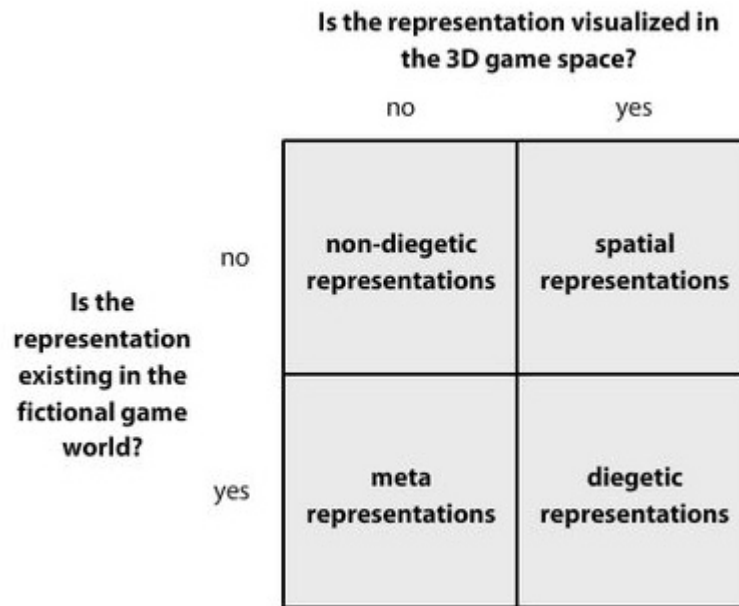 Is the representation visualized in
the 3D game space?
no
yes
no
non-diegetic
representations
spatial
representations
Is the
representation
existing in the
fictional game
world?
yes
meta
representations
diegetic
representations